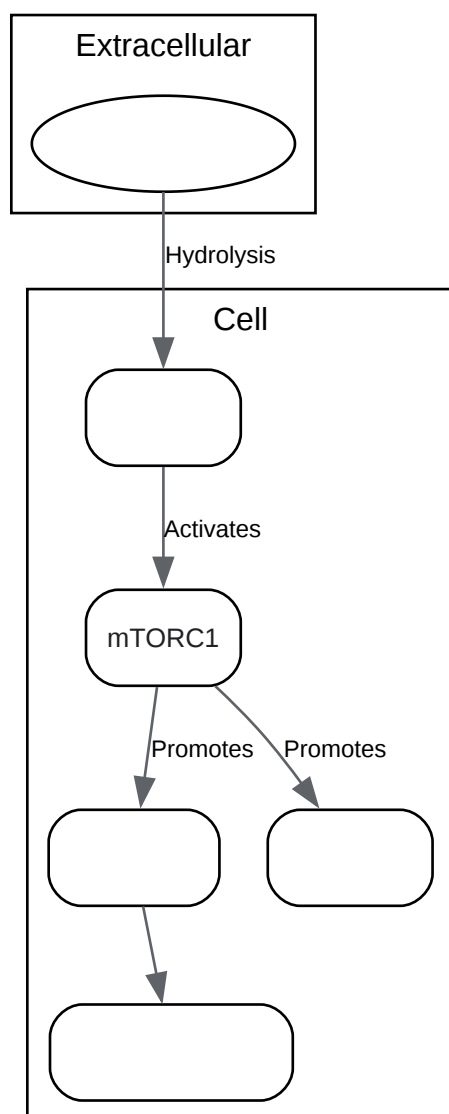 Extracellular
Hydrolysis
Cell
Activates
mTORC1
Promotes
Promotes